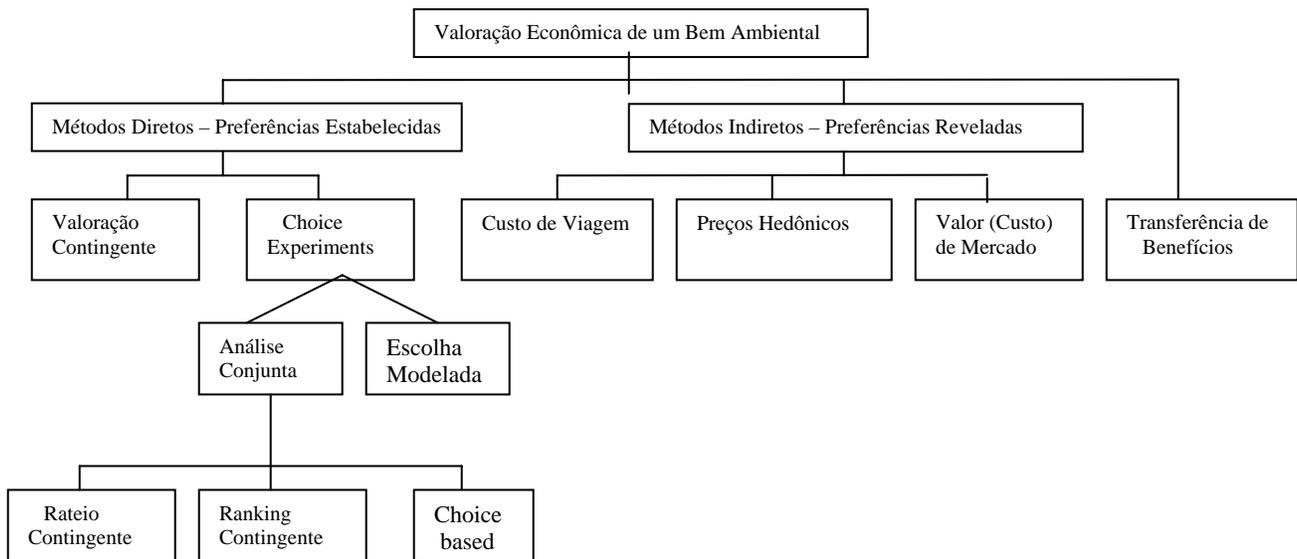 Valoração Econômica de um Bem Ambiental
Métodos Diretos – Preferências Estabelecidas
Métodos Indiretos – Preferências Reveladas
Valoração
Contingente
Choice
Experiments
Custo de Viagem
Preços Hedônicos
Valor (Custo)
de Mercado
Transferência de
Benefícios
Análise
Conjunta
Escolha
Modelada
Rateio
Contingente
Ranking
Contingente
Choice
based